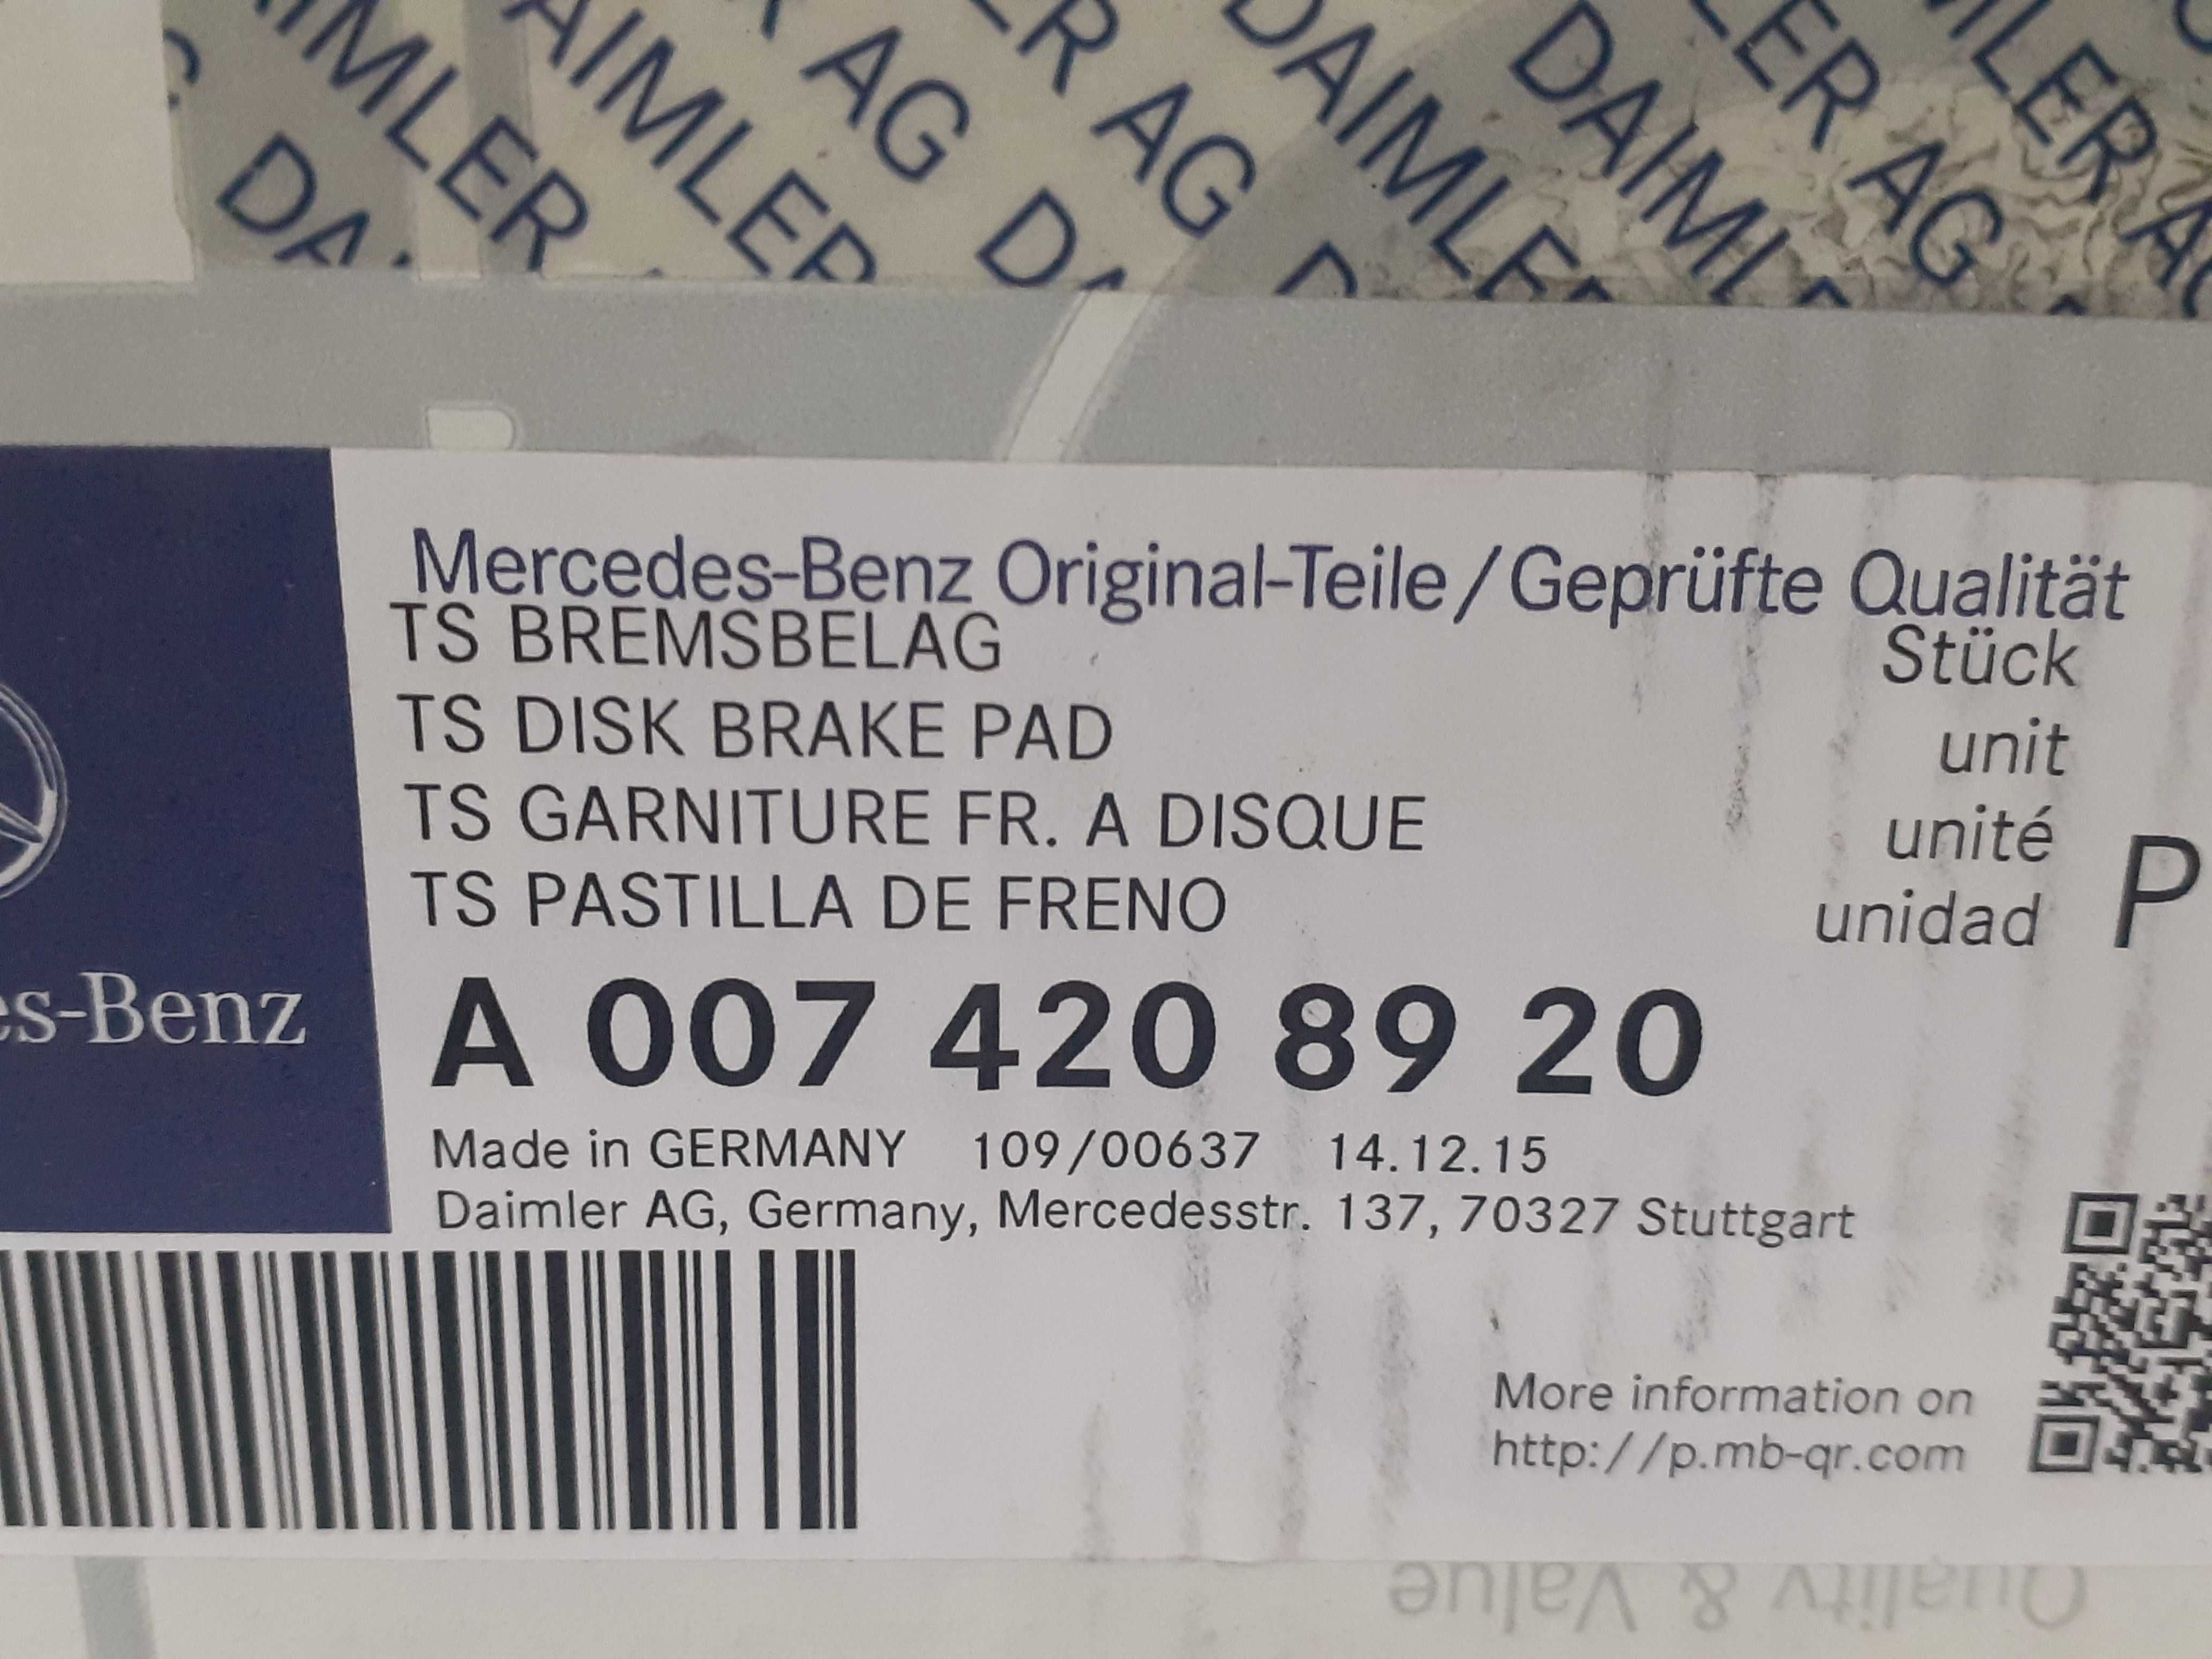 DAIMLER AG DAIMLER AG
Mercedes-Benz Original-Teile/Geprüfte Qualität
TS BREMSBELAG
Stück
TS DISK BRAKE PAD
unit
TS GARNITURE FR. A DISQUE
unité
TS PASTILLA DE FRENO
unidad
P
es-Benz
A 007 420 89 20
Made in GERMANY 109/00637 14.12.15
Daimler AG, Germany, Mercedesstr. 137, 70327 Stuttgart
More information on
http://p.mb-qr.com
Quality & Value